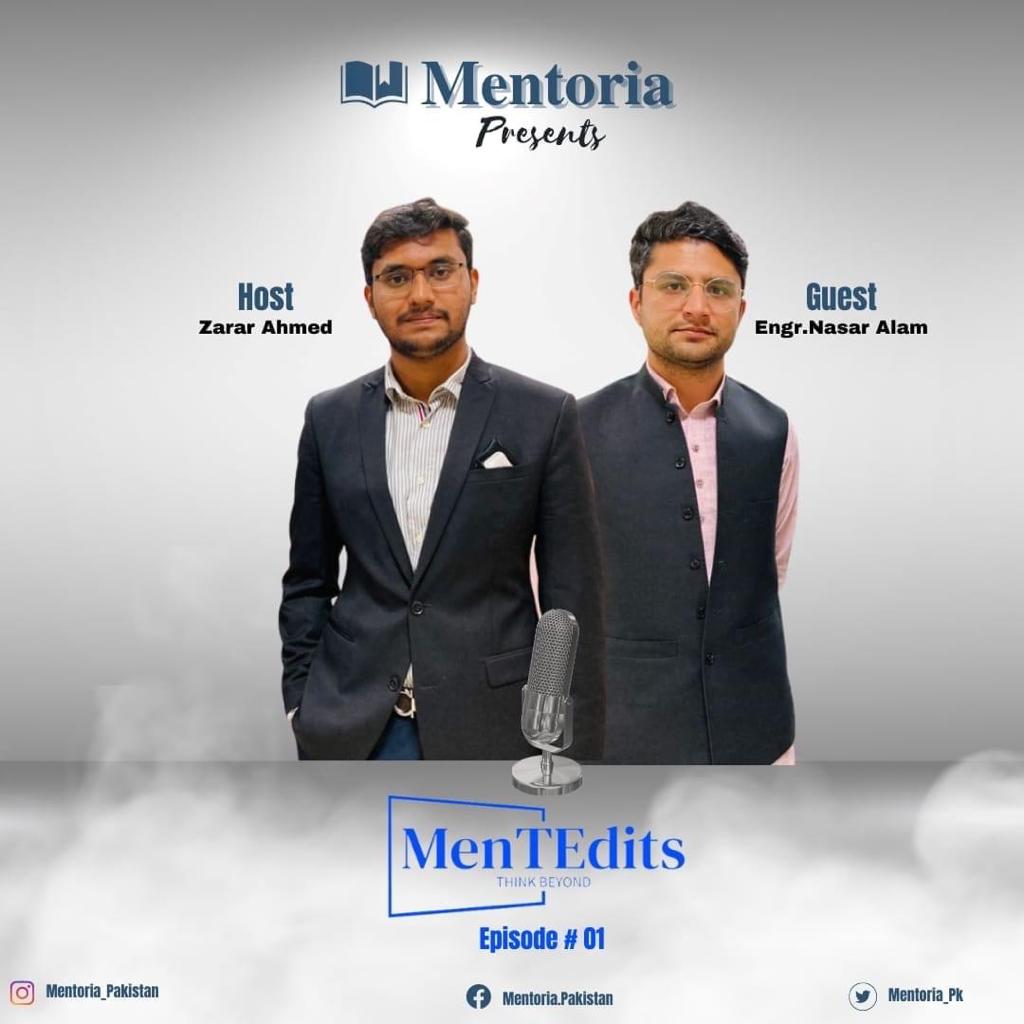 Mentoria
Presents
Host
Zarar Ahmed
Guest
Engr.Nasar Alam
MenTEdits
THINK BEYOND
Episode # 01
Mentoria_Pakistan
Mentoria.Pakistan
Mentoria_Pk